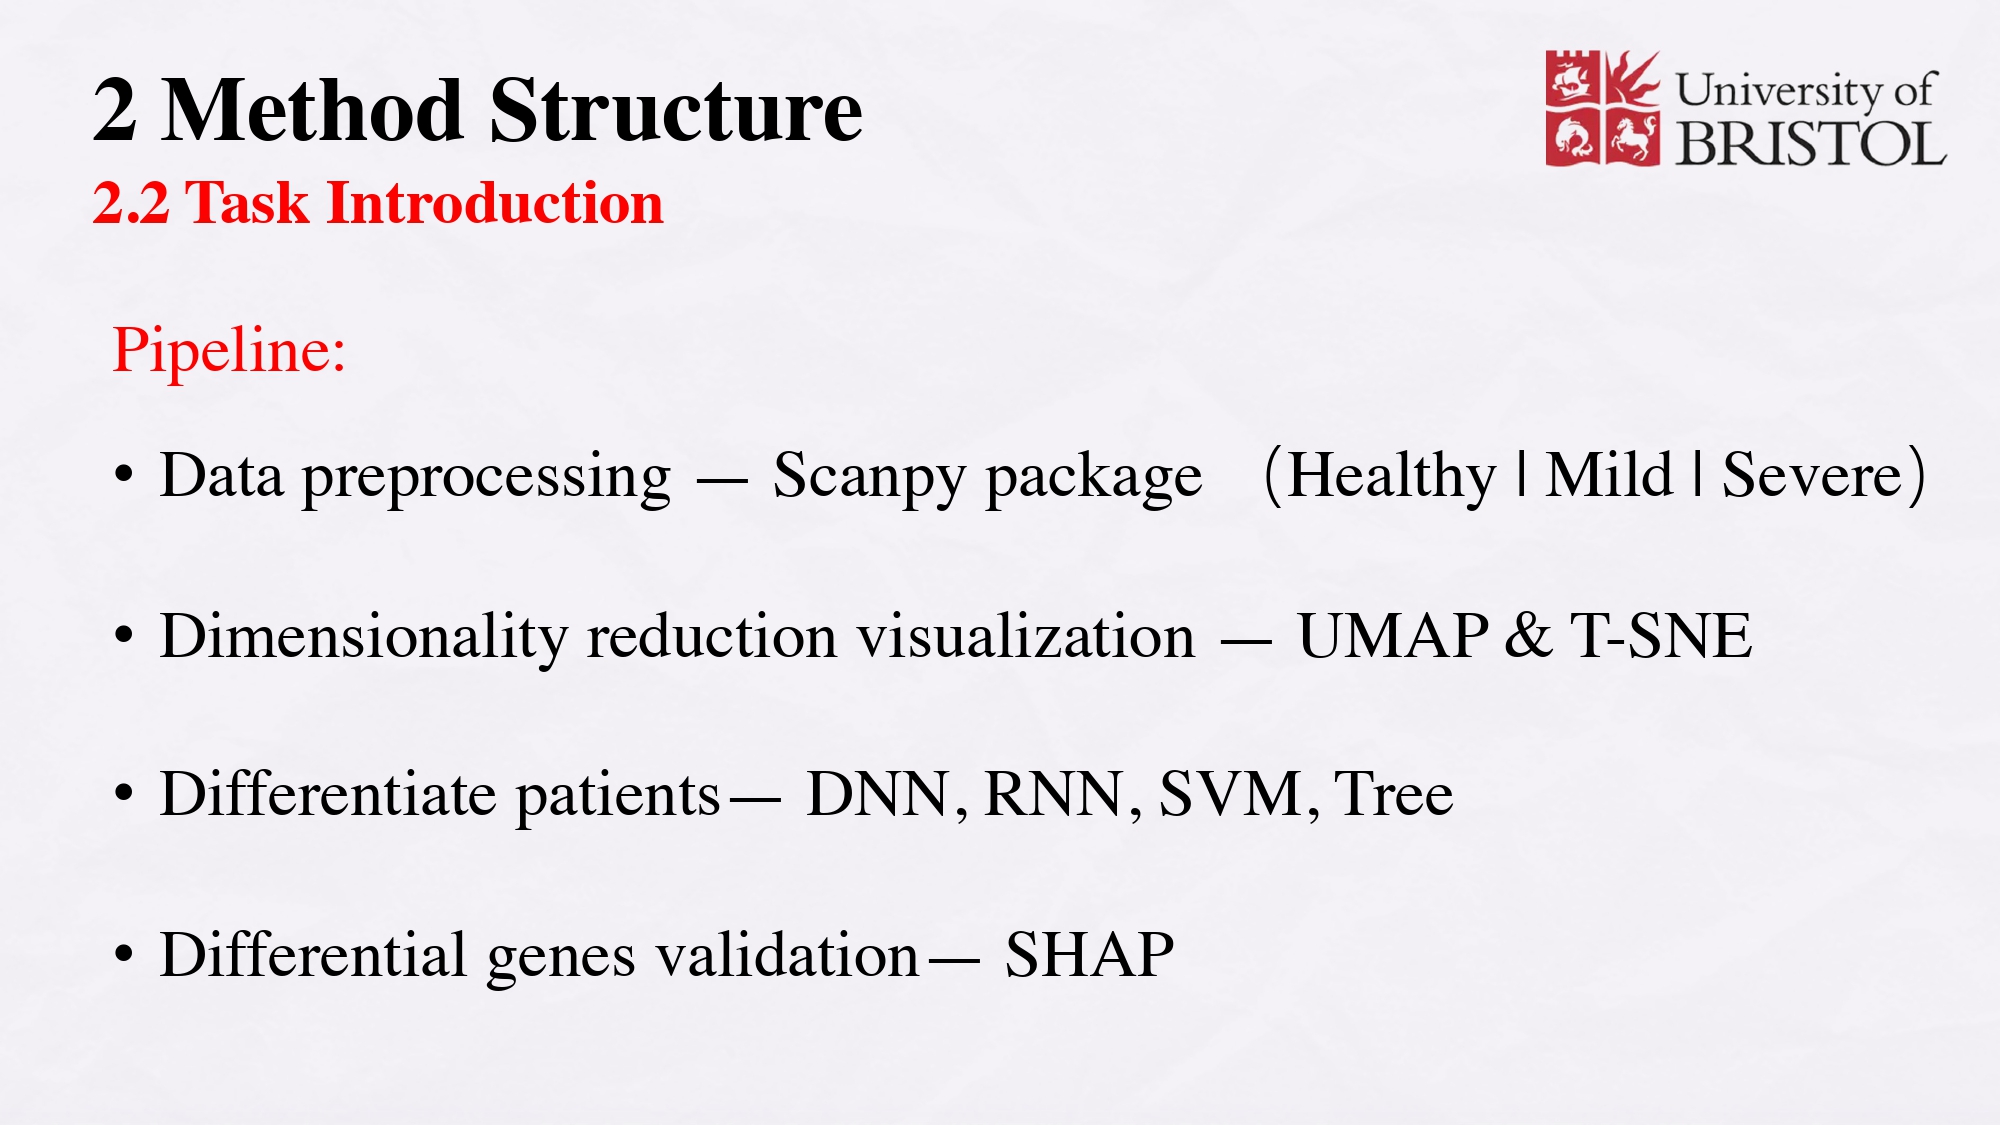 2 Method Structure
University of
BRISTOL
2.2 Task Introduction
Pipeline:
• Data preprocessing — Scanpy package （Healthy | Mild | Severe）
• Dimensionality reduction visualization — UMAP & T-SNE
• Differentiate patients— DNN, RNN, SVM, Tree
• Differential genes validation— SHAP